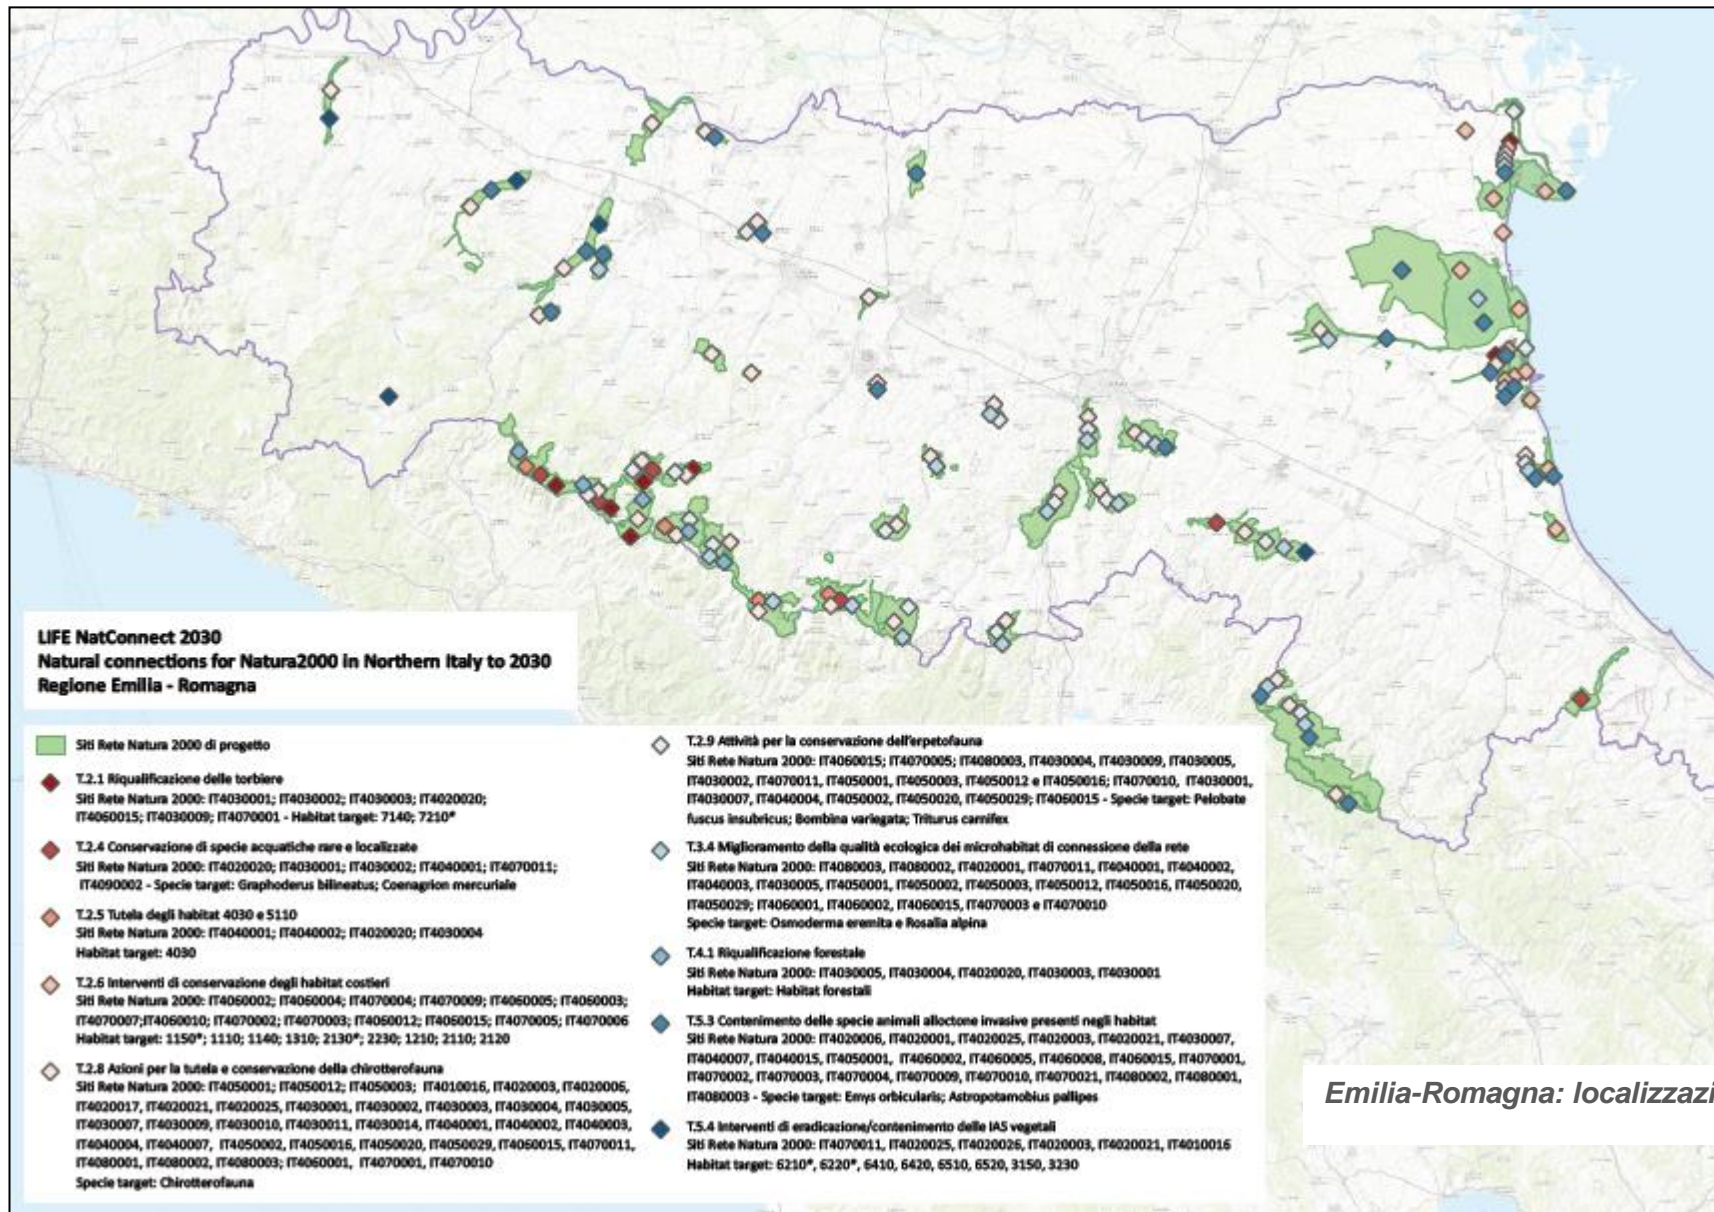 LIFE NatConnect 2030
Natural connections for Natura2000 in Northern Italy to 2030
Regione Emilia - Romagna
Siti Rete Natura 2000 di progetto
T.2.1 Riqualificazione delle torbiere
Siti Rete Natura 2000: IT4030001; IT4030002; IT4030003; IT4020020;
IT4060015; IT4030009; IT4070001 - Habitat target: 7140; 7210*
T.2.4 Conservazione di specie acquatiche rare e localizzate
Siti Rete Natura 2000: IT4020020; IT4030001; IT4030002; IT4040001; IT4070011;
IT4090002 - Specie target: Graphoderus bilineatus; Coenagrion mercuriale
T.2.5 Tutela degli habitat 4030 e 5110
Siti Rete Natura 2000: IT4040001; IT4040002; IT4020020; IT4030004
Habitat target: 4030
T.2.6 Interventi di conservazione degli habitat costieri
Siti Rete Natura 2000: IT4060002; IT4060004; IT4070004; IT4070009; IT4060005; IT4060003;
IT4070007;IT4060010; IT4070002; IT4070003; IT4060012; IT4060015; IT4070005; IT4070006
Habitat target: 1150*; 1110; 1140; 1310; 2130*; 2230; 1210; 2110; 2120
T.2.8 Azioni per la tutela e conservazione della chirotterofauna
Siti Rete Natura 2000: IT4050001; IT4050012; IT4050003; IT4010016, IT4020003, IT4020006,
IT4020017, IT4020021, IT4020025, IT4030001, IT4030002, IT4030003, IT4030004, IT4030005,
IT4030007, IT4030009, IT4030010, IT4030011, IT4030014, IT4040001, IT4040002, IT4040003,
IT4040004, IT4040007, IT4050002, IT4050016, IT4050020, IT4050029, IT4060015, IT4070011,
IT4080001, IT4080002, IT4080003; IT4060001, IT4070001, IT4070010
Specie target: Chirotterofauna
T.2.9 Attività per la conservazione dell'erpetofauna
Siti Rete Natura 2000: IT4060015; IT4070005; IT4080003, IT4030004, IT4030009, IT4030005,
IT4030002, IT4070011, IT4050001, IT4050003, IT4050012 e IT4050016; IT4070010, IT4030001,
IT4030007, IT4040004, IT4050002, IT4050020, IT4050029; IT4060015 - Specie target: Pelobate
fuscus insubricus; Bombina variegata; Triturus carnifex
T.3.4 Miglioramento della qualità ecologica dei microhabitat di connessione della rete
Siti Rete Natura 2000: IT4080003, IT4080002, IT4020001, IT4070011, IT4040001, IT4040002,
IT4040003, IT4030005, IT4050001, IT4050002, IT4050003, IT4050012, IT4050016, IT4050020,
IT4050029; IT4060001, IT4060002, IT4060015, IT4070003 e IT4070010
Specie target: Osmoderma eremita e Rosalia alpina
T.4.1 Riqualificazione forestale
Siti Rete Natura 2000: IT4030005, IT4030004, IT4020020, IT4030003, IT4030001
Habitat target: Habitat forestali
T.5.3 Contenimento delle specie animali alloctone invasive presenti negli habitat
Siti Rete Natura 2000: IT4020006, IT4020001, IT4020025, IT4020003, IT4020021, IT4030007,
IT4040007, IT4040015, IT4050001, IT4060002, IT4060005, IT4060008, IT4060015, IT4070001,
IT4070002, IT4070003, IT4070004, IT4070009, IT4070010, IT4070021, IT4080002, IT4080001,
IT4080003 - Specie target: Emys orbicularis; Astropotamobius pallipes
T.5.4 Interventi di eradicazione/contenimento delle IAS vegetali
Siti Rete Natura 2000: IT4070011, IT4020025, IT4020026, IT4020003, IT4020021, IT4010016
Habitat target: 6210*, 6220*, 6410, 6420, 6510, 6520, 3150, 3230
Emilia-Romagna: localizzazi